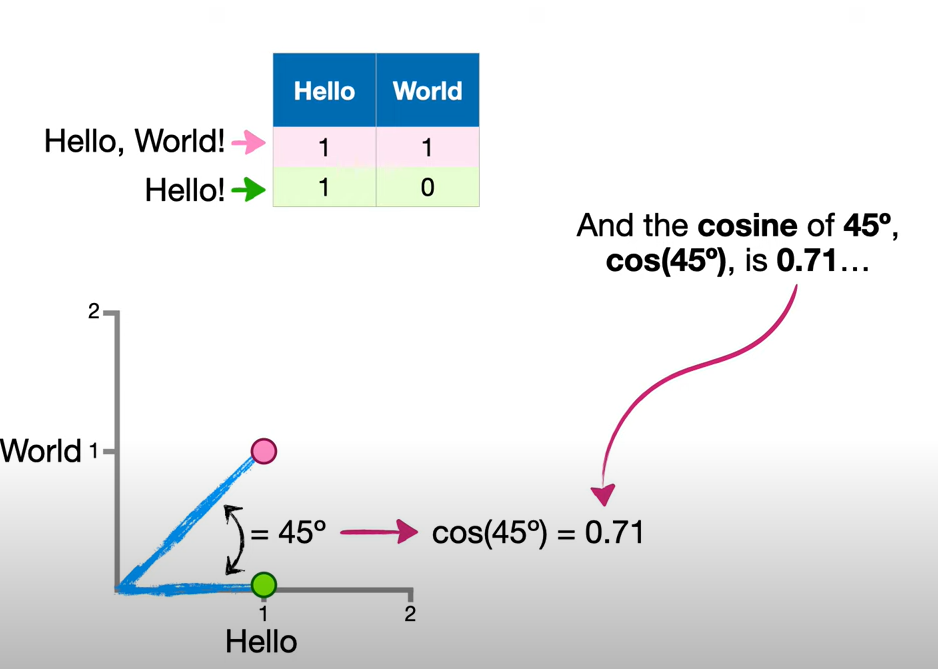 Hello World
Hello, World! 1 1
Hello! 1 0
And the cosine of 45º,
cos(45º), is 0.71...
2
World 1
= 45º cos(45º) = 0.71
1 2
Hello